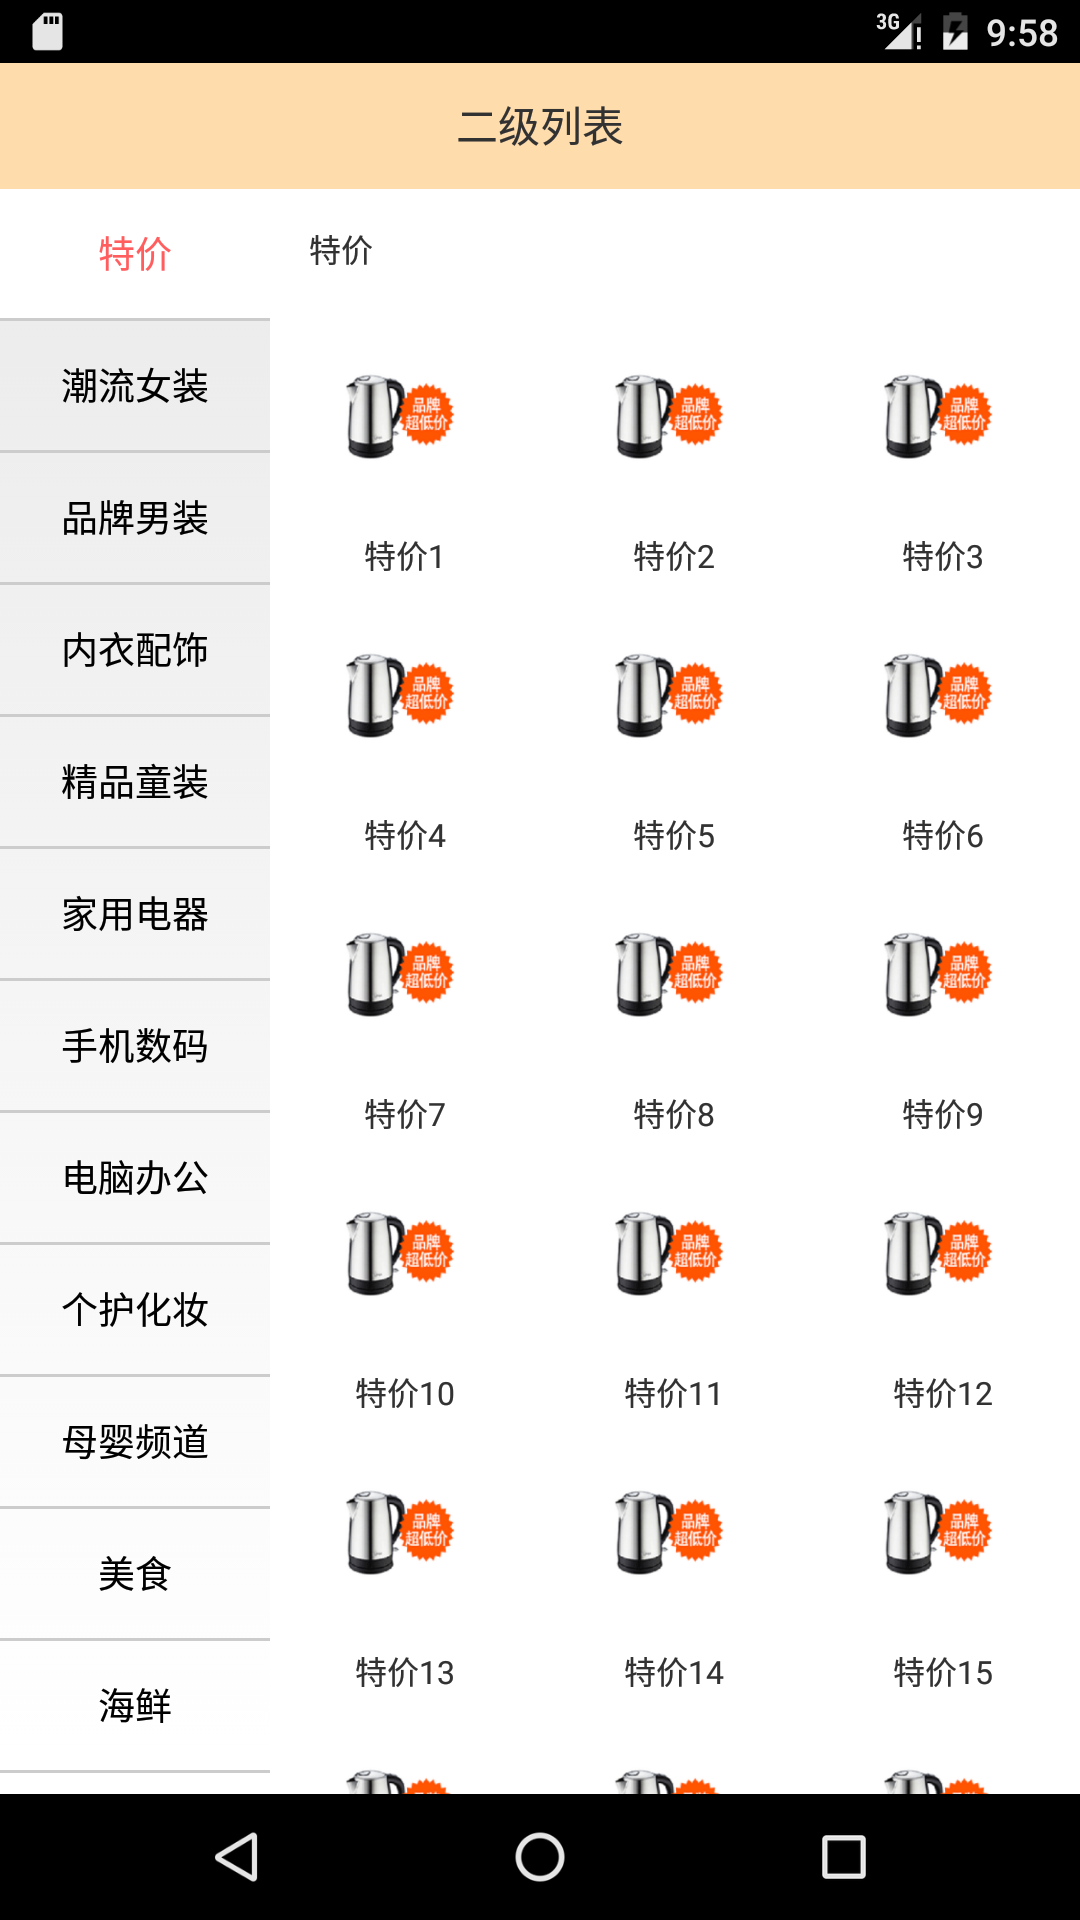 3G 9:58
二级列表
特价
潮流女装
品牌男装
内衣配饰
精品童装
家用电器
手机数码
电脑办公
个护化妆
母婴频道
美食
海鲜
特价
品牌 超低价 品牌 超低价 品牌 超低价
特价1 特价2 特价3
品牌 超低价 品牌 超低价 品牌 超低价
特价4 特价5 特价6
品牌 超低价 品牌 超低价 品牌 超低价
特价7 特价8 特价9
品牌 超低价 品牌 超低价 品牌 超低价
特价10 特价11 特价12
品牌 超低价 品牌 超低价 品牌 超低价
特价13 特价14 特价15